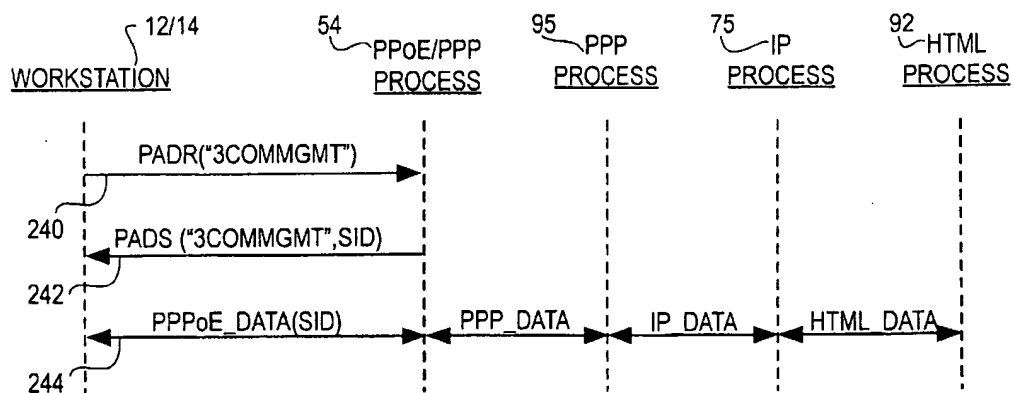 12/14
WORKSTATION
54
PPoE/PPP
PROCESS
95
PPP
PROCESS
75
IP
PROCESS
92
HTML
PROCESS
PADR("3COMMGMT")
240
PADS ("3COMMGMT",SID)
242
PPPoE_DATA(SID)
PPP_DATA
IP_DATA
HTML_DATA
244